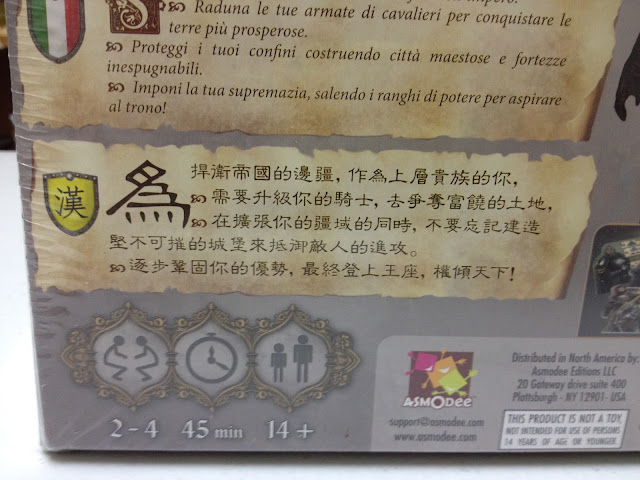 Raduna le tue armate di cavalieri per conquistare le
terre più prosperose.
Proteggi i tuoi confini costruendo città maestose e fortezze
inespugnabili.
Imponi la tua supremazia, salendo i ranghi di potere per aspirare
al trono!
漢
為捍衛帝國的邊疆, 作為上層貴族的你,
需要升級你的騎士, 去爭奪富饒的土地,
在擴張你的疆域的同時, 不要忘記建造
堅不可摧的城堡來抵御敵人的進攻。
逐步鞏固你的優勢, 最終登上王座, 權傾天下!
2-4 45 min 14+
ASMODEE
support@asmodee.com
www.asmodee.com
Distributed in North America by:
Asmodee Editions LLC
20 Gateway drive suite 400
Plattsburgh - NY 12901- USA
THIS PRODUCT IS NOT A TOY.
NOT INTENDED FOR USE OF PERSONS
14 YEARS OF AGE OR YOUNGER.